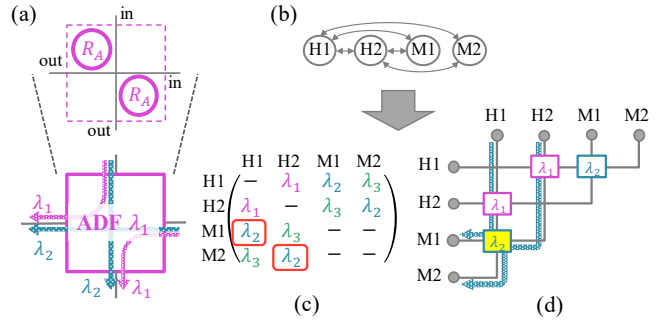 (a)
in
R_A
out
in
R_A
out
λ₁
ADF λ₁
λ₂
λ₂ λ₁
(b)
H1 H2 M1 M2
H1 H2 M1 M2
H1 – λ₁ λ₂ λ₃
H2 λ₁ – λ₃ λ₂
M1 λ₂ λ₃ – –
M2 λ₃ λ₂ – –
(c)
H1 H2 M1 M2
H1 λ₁ λ₂
H2 λ₁
M1 λ₂
M2
(d)